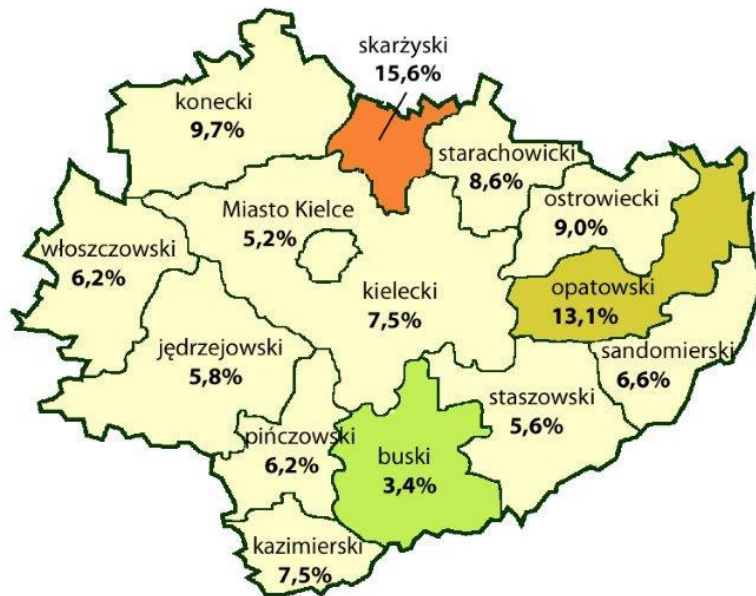 skarżyski
15,6%
konecki
9,7%
starachowicki
8,6%
ostrowiecki
9,0%
Miasto Kielce
5,2%
włoszczowski
6,2%
kielecki
7,5%
opatowski
13,1%
jędrzejowski
5,8%
sandomierski
6,6%
staszowski
5,6%
pińczowski
6,2%
buski
3,4%
kazimierski
7,5%